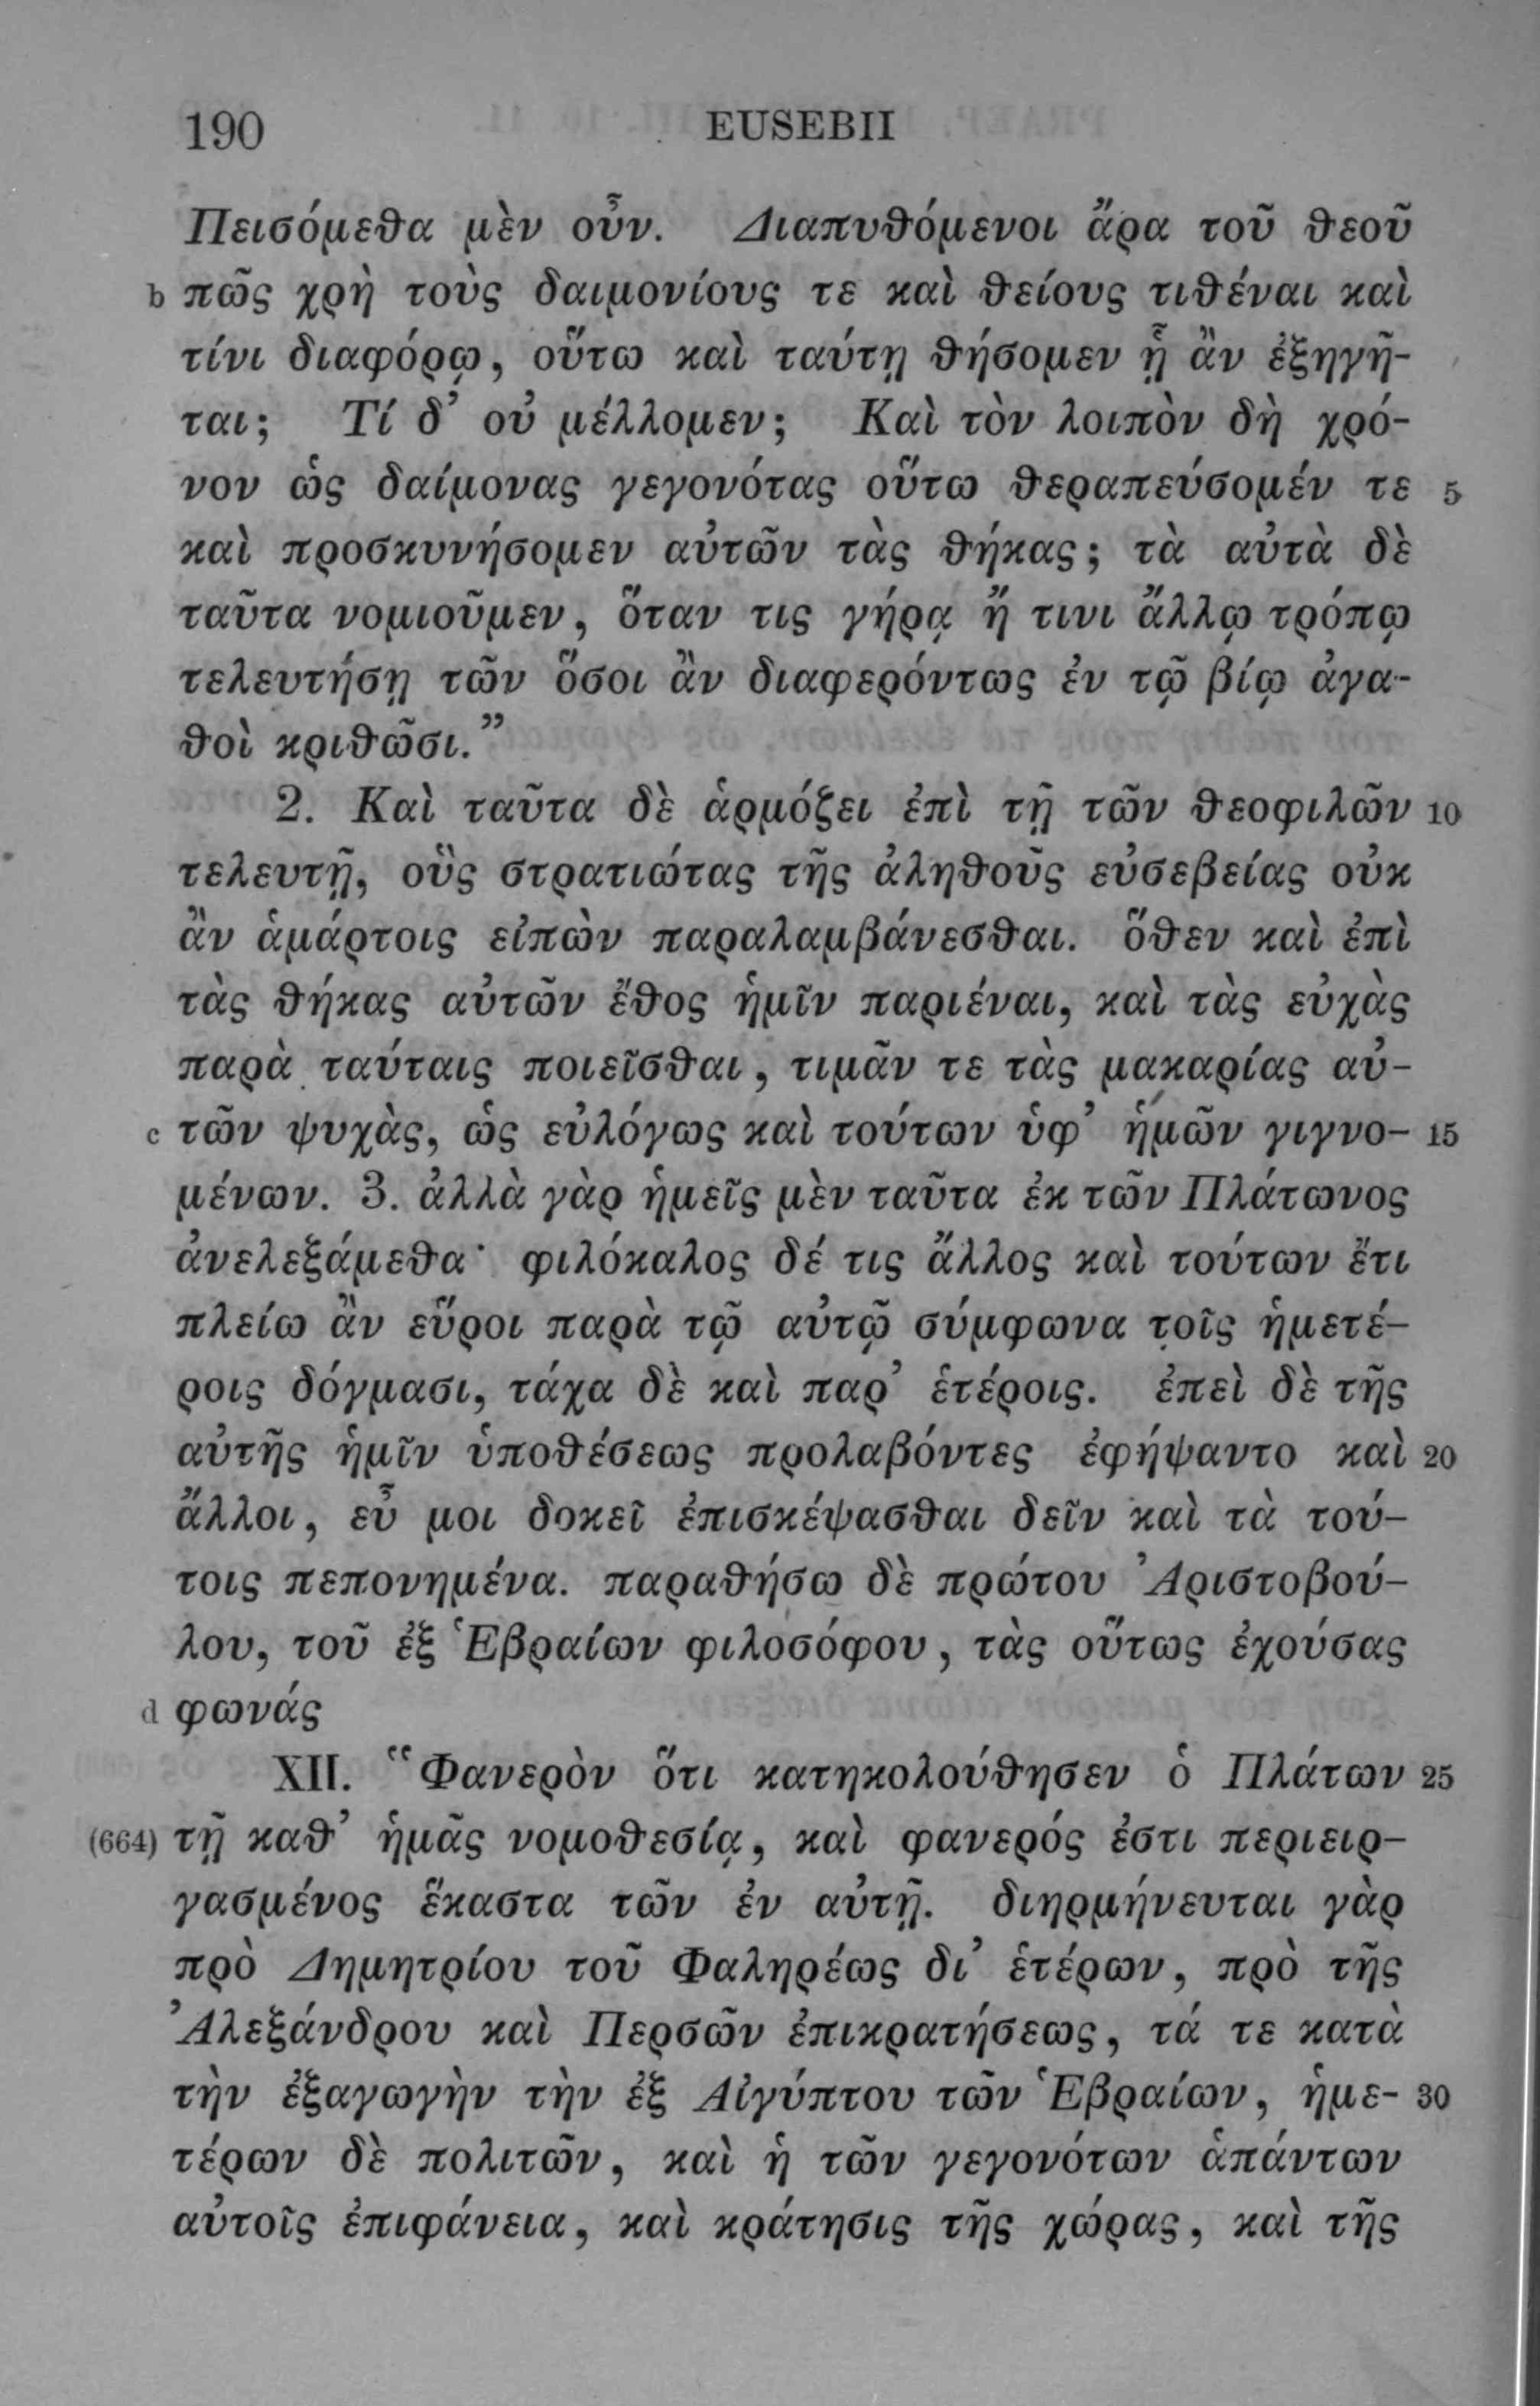 190 EUSEBII
Πεισόμεθα μὲν οὖν. Διαπυθόμενοι ἄρα τοῦ θεοῦ
b πῶς χρὴ τοὺς δαιμονίους τε καὶ θείους τιθέναι καὶ
τίνι διαφόρῳ, οὕτω καὶ ταύτῃ θήσομεν ᾗ ἂν ἐξηγῆ-
ται; Τί δ’ οὐ μέλλομεν; Καὶ τὸν λοιπὸν δὴ χρό-
νον ὡς δαίμονας γεγονότας οὕτω θεραπεύσομέν τε 5
καὶ προσκυνήσομεν αὐτῶν τὰς θήκας; τὰ αὐτὰ δὲ
ταῦτα νομιοῦμεν, ὅταν τις γήρᾳ ἤ τινι ἄλλῳ τρόπῳ
τελευτήσῃ τῶν ὅσοι ἂν διαφερόντως ἐν τῷ βίῳ ἀγα-
θοὶ κριθῶσι.”
2. Καὶ ταῦτα δὲ ἁρμόζει ἐπὶ τῇ τῶν θεοφιλῶν 10
τελευτῇ, οὓς στρατιώτας τῆς ἀληθοῦς εὐσεβείας οὐκ
ἂν ἁμάρτοις εἰπὼν παραλαμβάνεσθαι. ὅθεν καὶ ἐπὶ
τὰς θήκας αὐτῶν ἔθος ἡμῖν παριέναι, καὶ τὰς εὐχὰς
παρὰ ταύταις ποιεῖσθαι, τιμᾶν τε τὰς μακαρίας αὐ-
c τῶν ψυχὰς, ὡς εὐλόγως καὶ τούτων ὑφ’ ἡμῶν γιγνο- 15
μένων. 3. ἀλλὰ γὰρ ἡμεῖς μὲν ταῦτα ἐκ τῶν Πλάτωνος
ἀνελεξάμεθα· φιλόκαλος δέ τις ἄλλος καὶ τούτων ἔτι
πλείω ἂν εὕροι παρὰ τῷ αὐτῷ σύμφωνα τοῖς ἡμετέ-
ροις δόγμασι, τάχα δὲ καὶ παρ’ ἑτέροις. ἐπεὶ δὲ τῆς
αὐτῆς ἡμῖν ὑποθέσεως προλαβόντες ἐφήψαντο καὶ 20
ἄλλοι, εὖ μοι δοκεῖ ἐπισκέψασθαι δεῖν καὶ τὰ τού-
τοις πεπονημένα. παραθήσω δὲ πρώτου Ἀριστοβού-
λου, τοῦ ἐξ Ἑβραίων φιλοσόφου, τὰς οὕτως ἐχούσας
d φωνάς
XII. “Φανερὸν ὅτι κατηκολούθησεν ὁ Πλάτων 25
(664) τῇ καθ’ ἡμᾶς νομοθεσίᾳ, καὶ φανερός ἐστι περιειρ-
γασμένος ἕκαστα τῶν ἐν αὐτῇ. διηρμήνευται γὰρ
πρὸ Δημητρίου τοῦ Φαληρέως δι’ ἑτέρων, πρὸ τῆς
Ἀλεξάνδρου καὶ Περσῶν ἐπικρατήσεως, τά τε κατὰ
τὴν ἐξαγωγὴν τὴν ἐξ Αἰγύπτου τῶν Ἑβραίων, ἡμε- 30
τέρων δὲ πολιτῶν, καὶ ἡ τῶν γεγονότων ἁπάντων
αὐτοῖς ἐπιφάνεια, καὶ κράτησις τῆς χώρας, καὶ τῆς